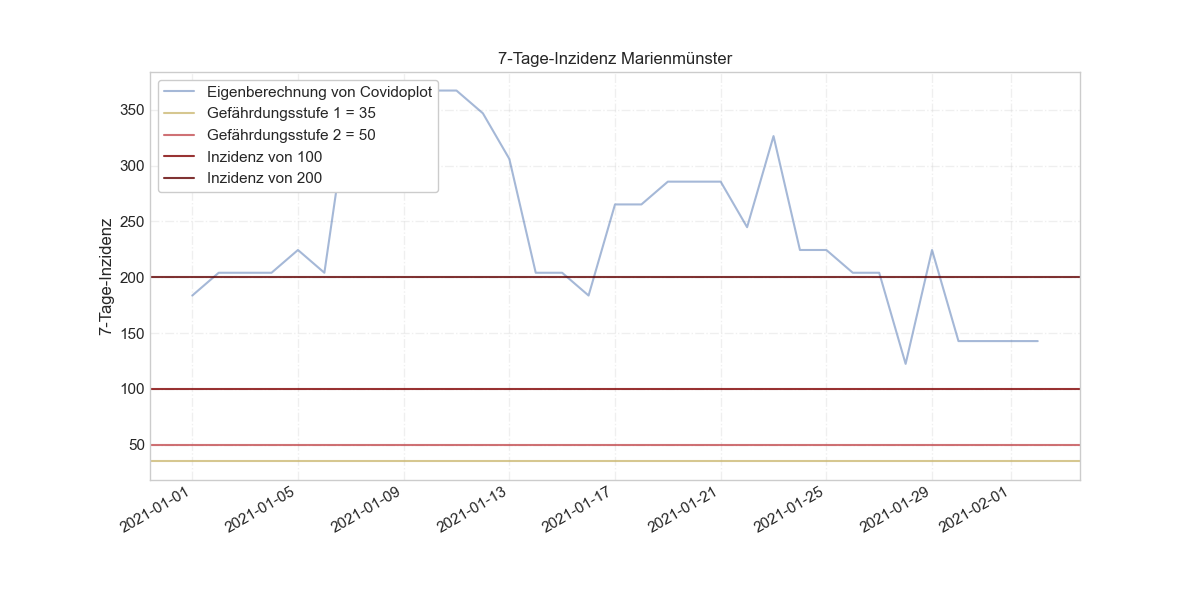 7-Tage-Inzidenz Marienmünster
Eigenberechnung von Covidoplot
Gefährdungsstufe 1 = 35
Gefährdungsstufe 2 = 50
Inzidenz von 100
Inzidenz von 200
7-Tage-Inzidenz
350
300
250
200
150
100
50
2021-01-01
2021-01-05
2021-01-09
2021-01-13
2021-01-17
2021-01-21
2021-01-25
2021-01-29
2021-02-01